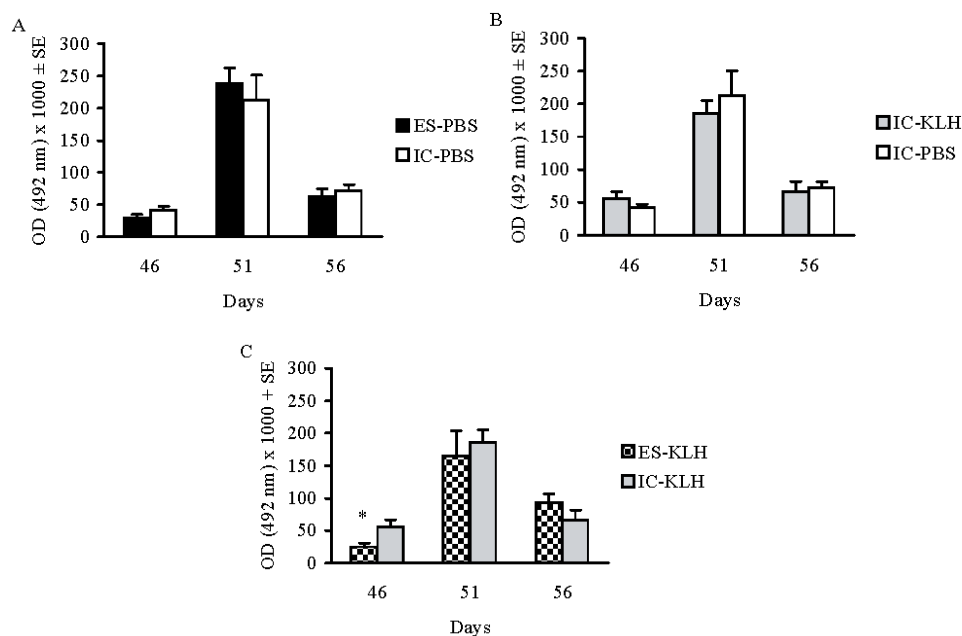 A
OD (492 nm) x 1000 ± SE
300
250
200
150
100
50
0
46 51 56
Days
ES-PBS
IC-PBS
B
OD (492 nm) x 1000 ± SE
300
250
200
150
100
50
0
46 51 56
Days
IC-KLH
IC-PBS
C
OD (492 nm) x 1000 + SE
300
250
200
150
100
50
0
*
46 51 56
Days
ES-KLH
IC-KLH